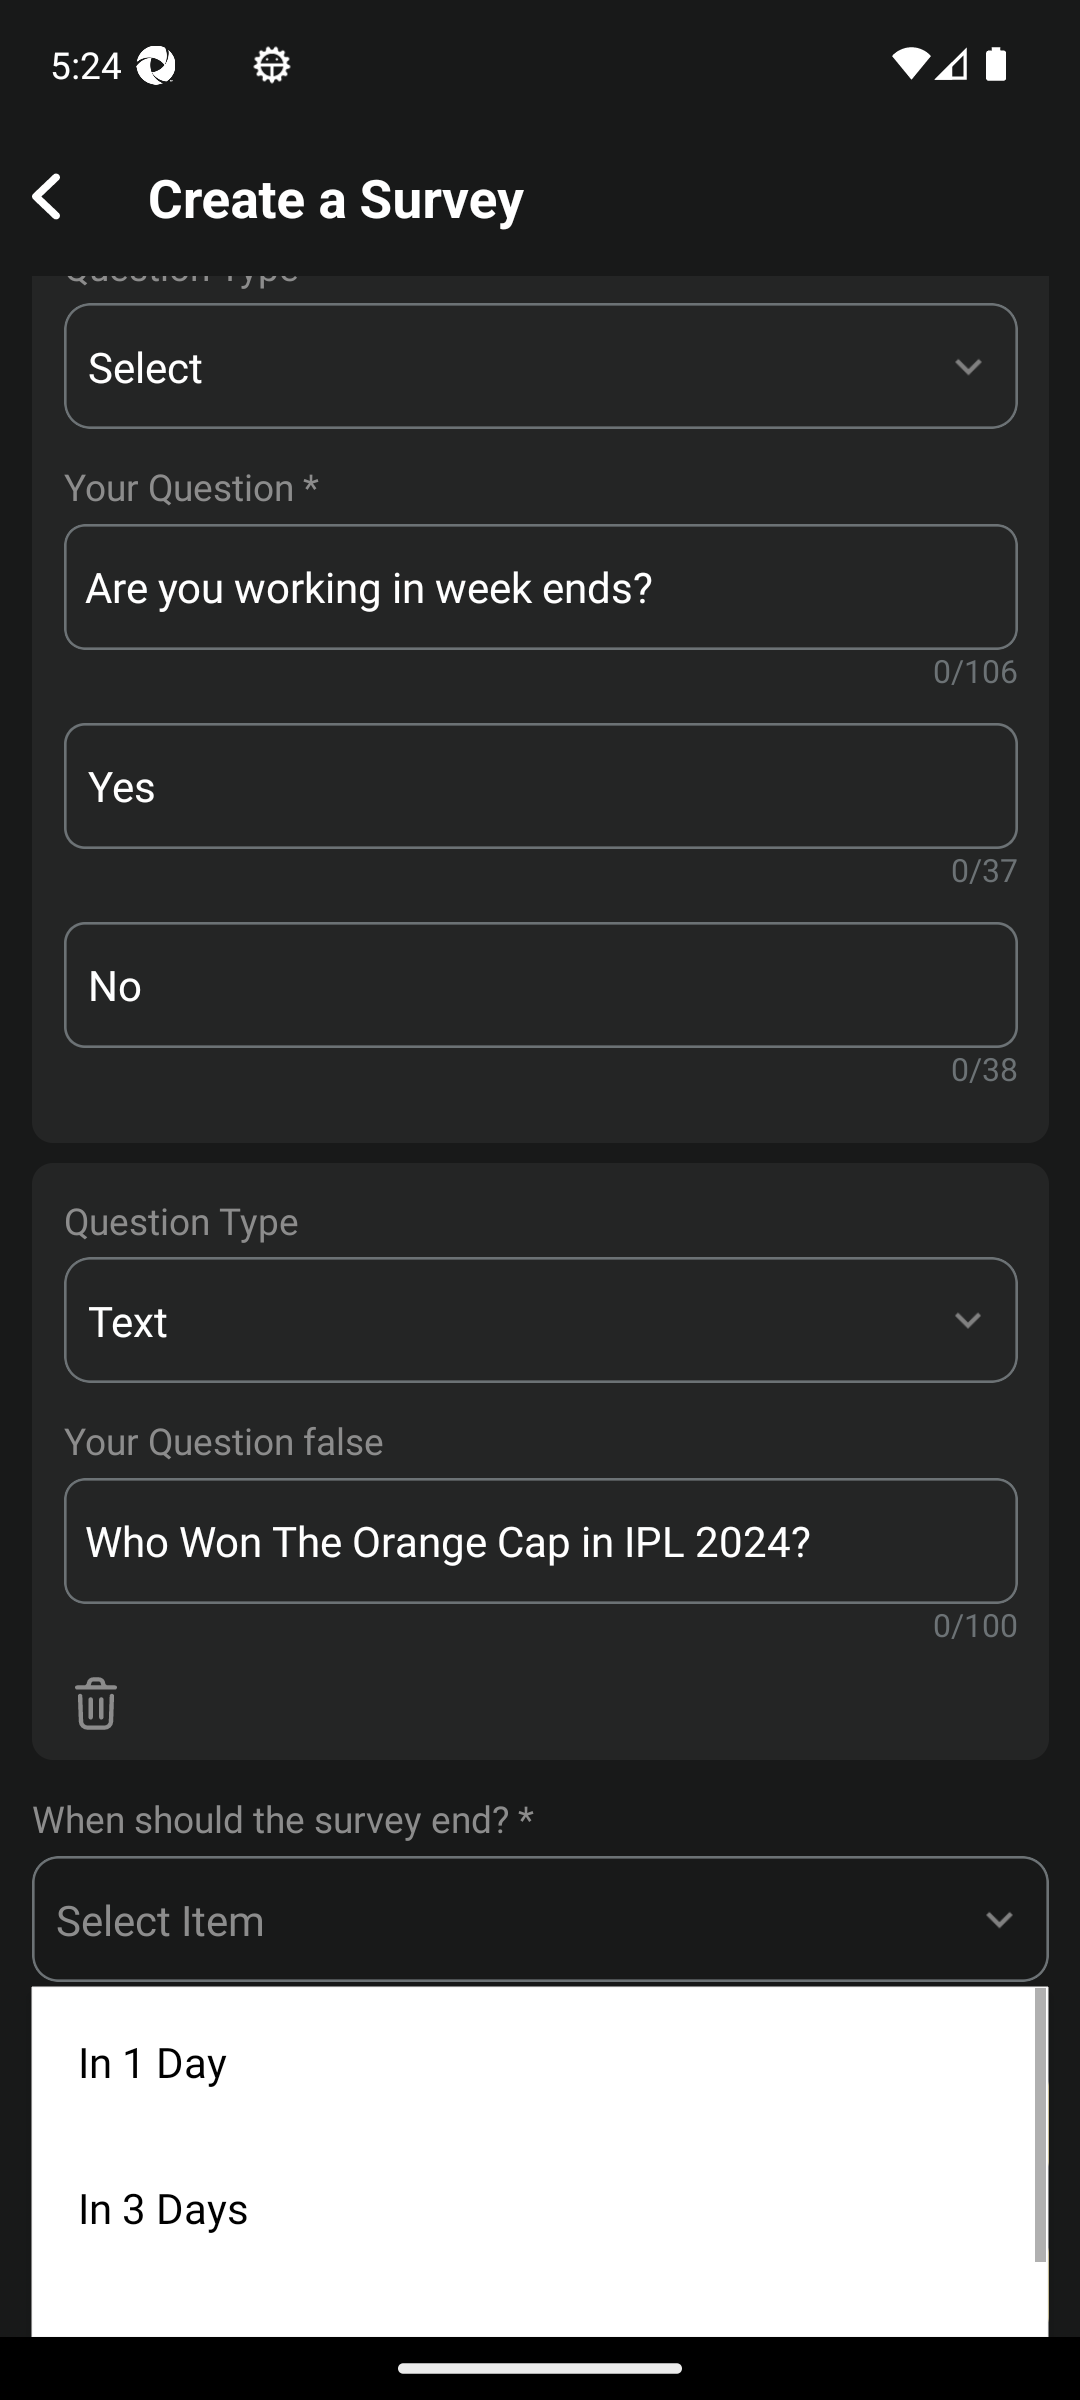 5:24
Create a Survey
Question Type
Select
Your Question *
Are you working in week ends?
0/106
Yes
0/37
No
0/38
Question Type
Text
Your Question false
Who Won The Orange Cap in IPL 2024?
0/100
When should the survey end? *
Select Item
In 1 Day
In 3 Days